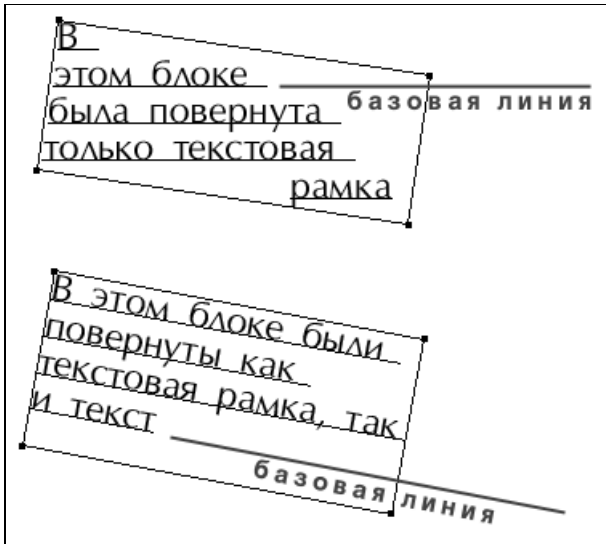 В
этом блоке
была повернута
только текстовая
рамка
базовая линия
В этом блоке были
повернуты как
текстовая рамка, так
и текст
базовая линия